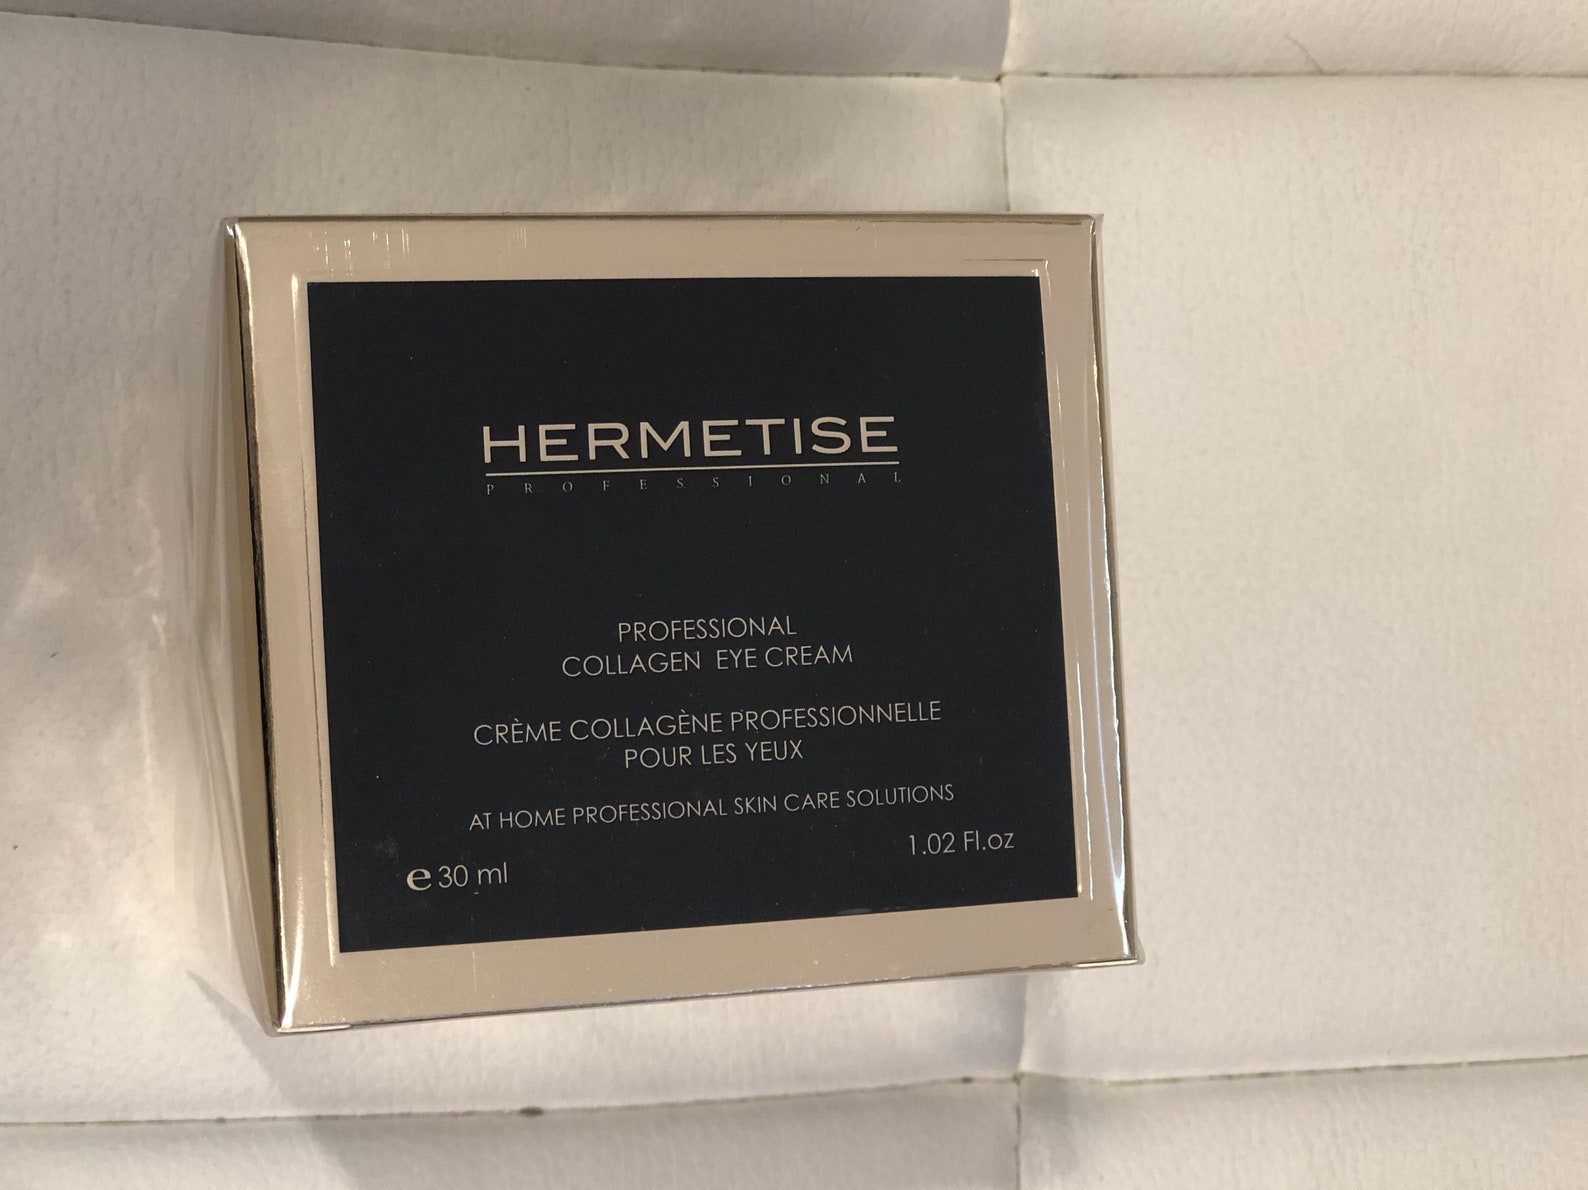 HERMETISE
PROFESSIONAL
PROFESSIONAL
COLLAGEN EYE CREAM
CRÈME COLLAGÈNE PROFESSIONNELLE
POUR LES YEUX
AT HOME PROFESSIONAL SKIN CARE SOLUTIONS
1.02 Fl.oz
℮ 30 ml